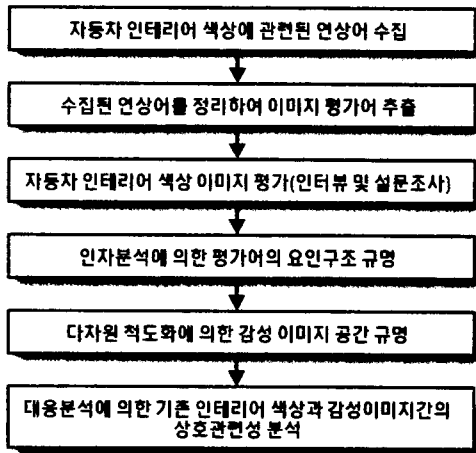 자동차 인테리어 색상에 관련된 연상어 수집
수집된 연상어를 정리하여 이미지 평가어 추출
자동차 인테리어 색상 이미지 평가(인터뷰 및 설문조사)
인자분석에 의한 평가어의 요인구조 규명
다차원 척도화에 의한 감성 이미지 공간 규명
대응분석에 의한 기존 인테리어 색상과 감성이미지간의
상호관련성 분석